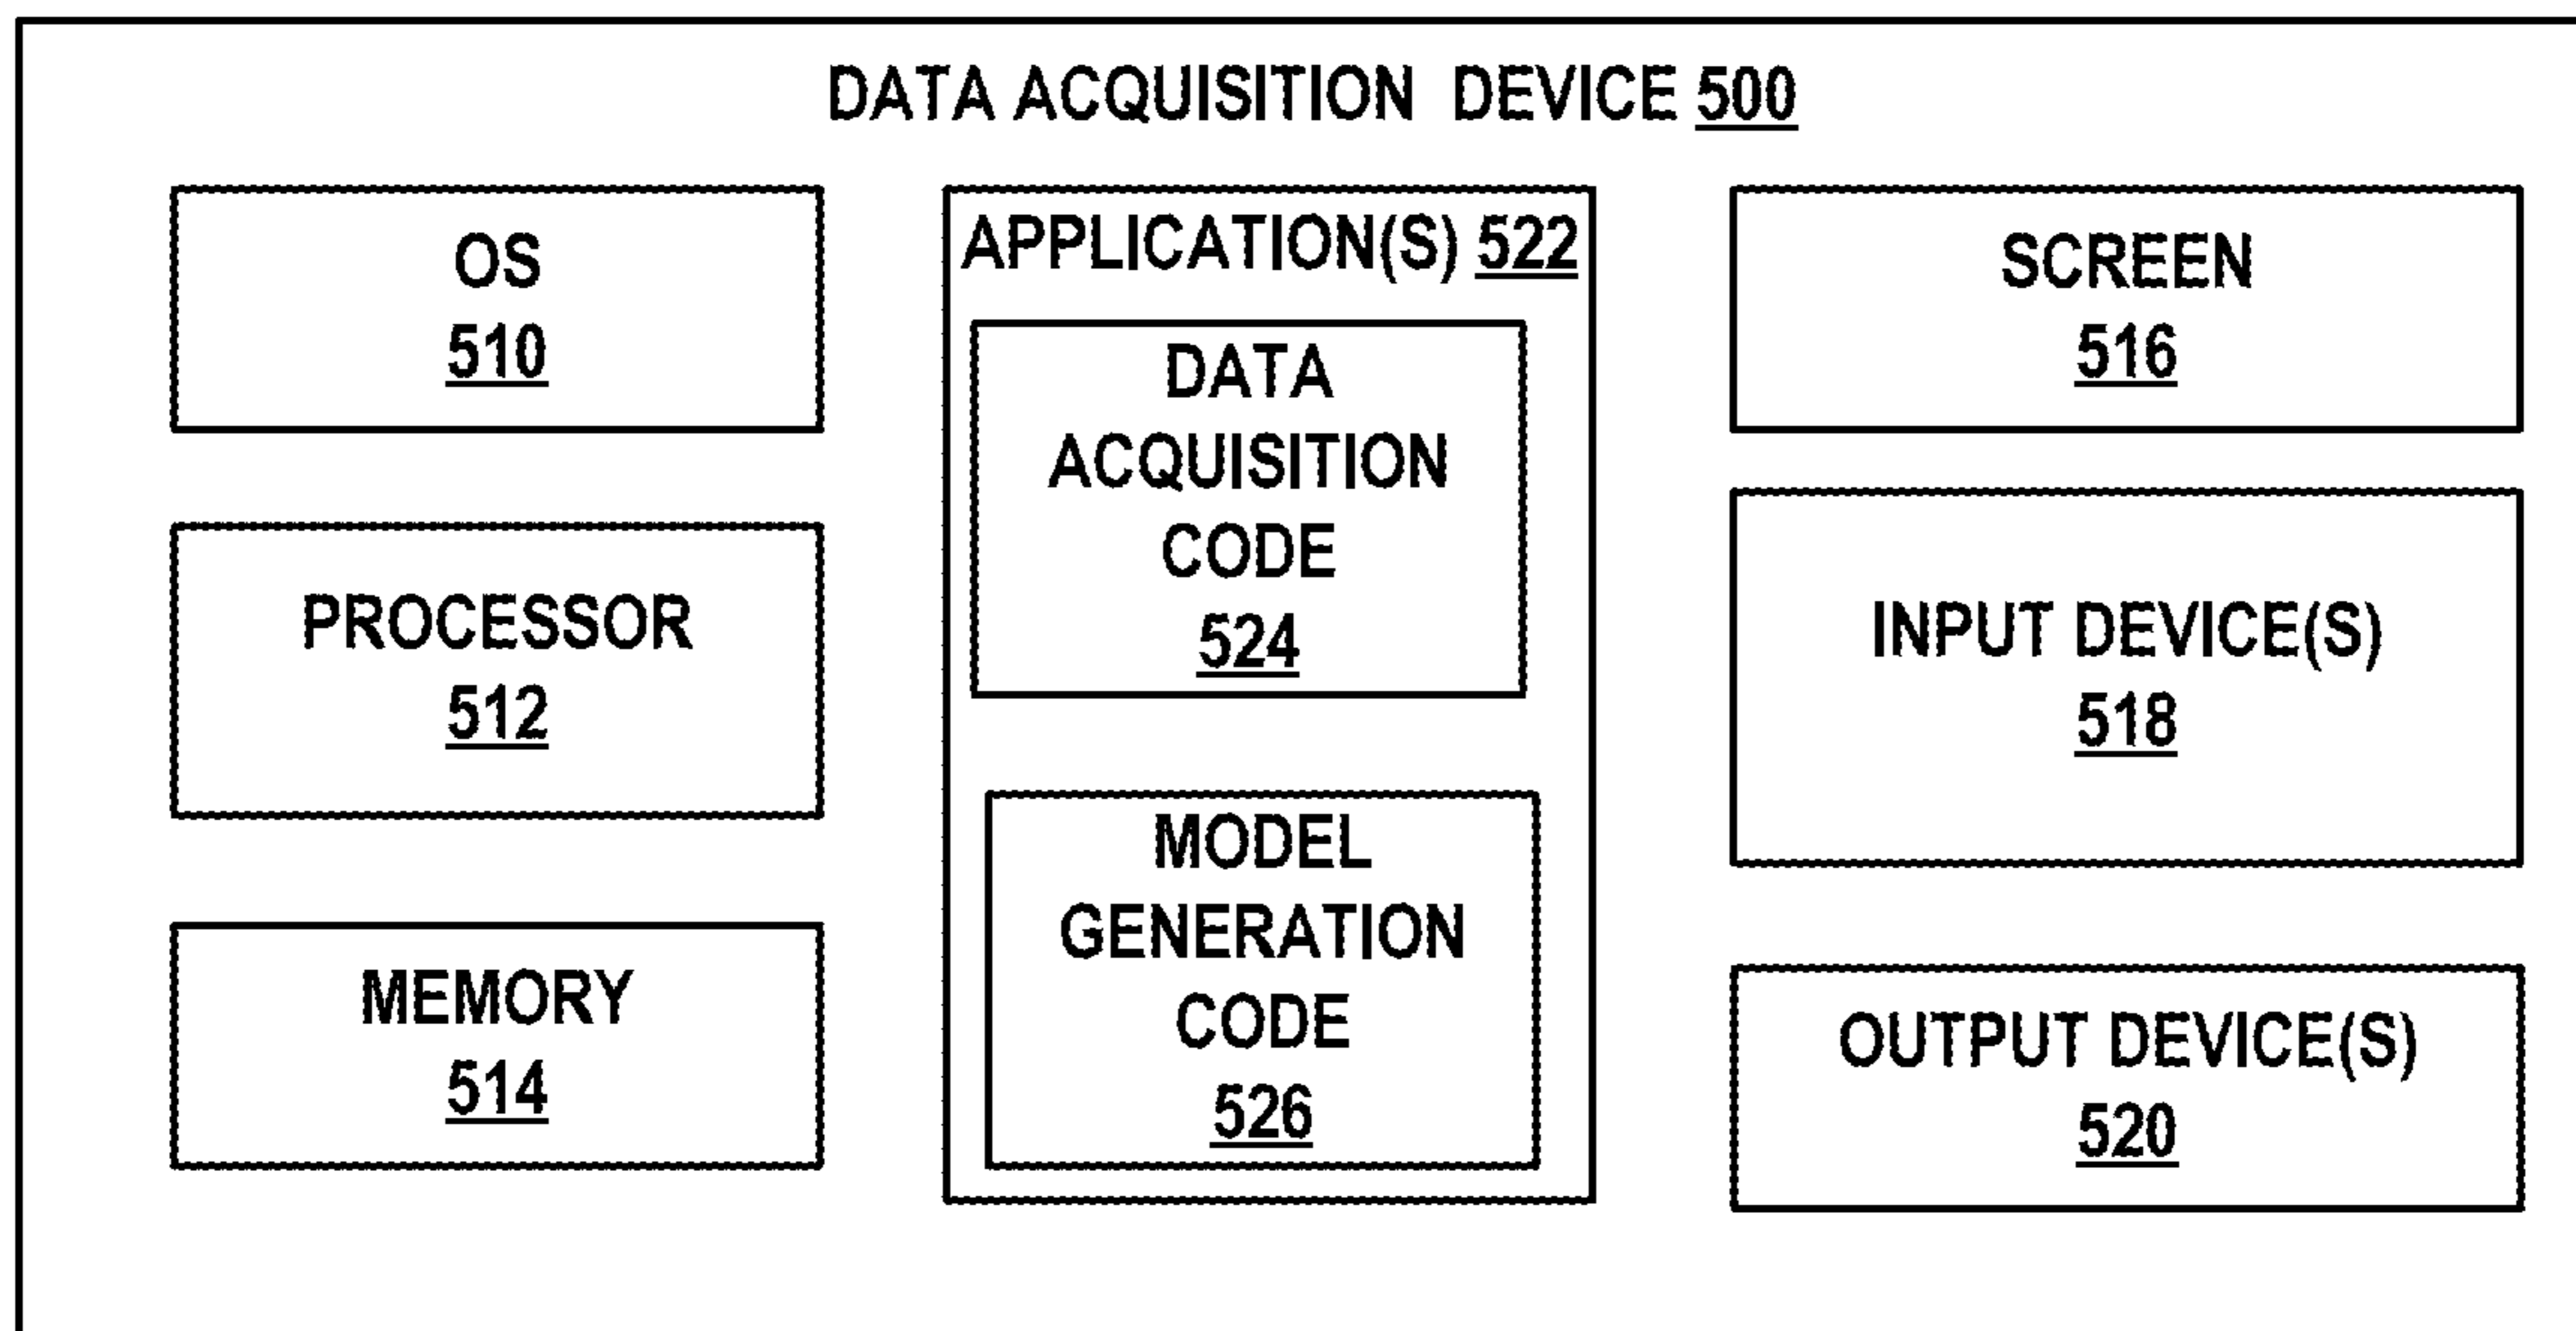 DATA ACQUISITION DEVICE 500
OS
510
PROCESSOR
512
MEMORY
514
APPLICATION(S) 522
DATA
ACQUISITION
CODE
524
MODEL
GENERATION
CODE
526
SCREEN
516
INPUT DEVICE(S)
518
OUTPUT DEVICE(S)
520